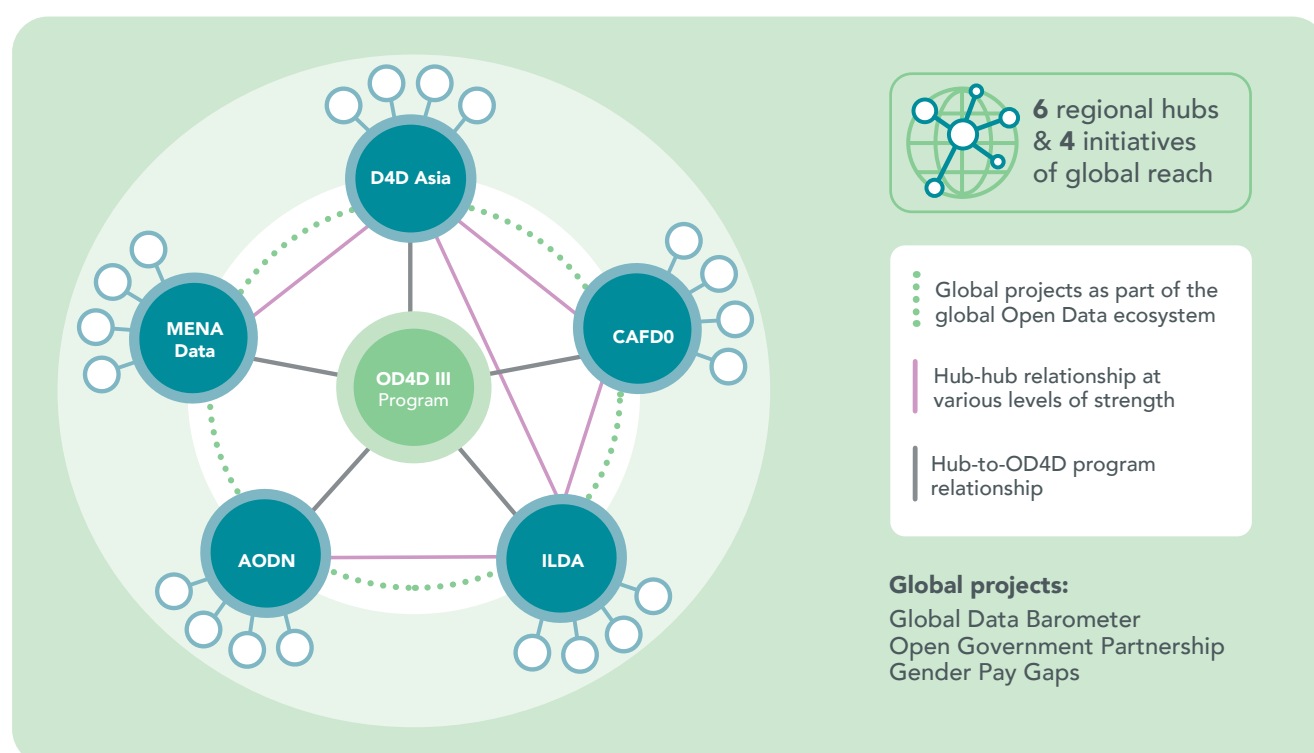 D4D Asia
MENA
Data
CAFD0
OD4D III
Program
AODN
ILDA
6 regional hubs
& 4 initiatives
of global reach
Global projects as part of the
global Open Data ecosystem
Hub-hub relationship at
various levels of strength
Hub-to-OD4D program
relationship
Global projects:
Global Data Barometer
Open Government Partnership
Gender Pay Gaps